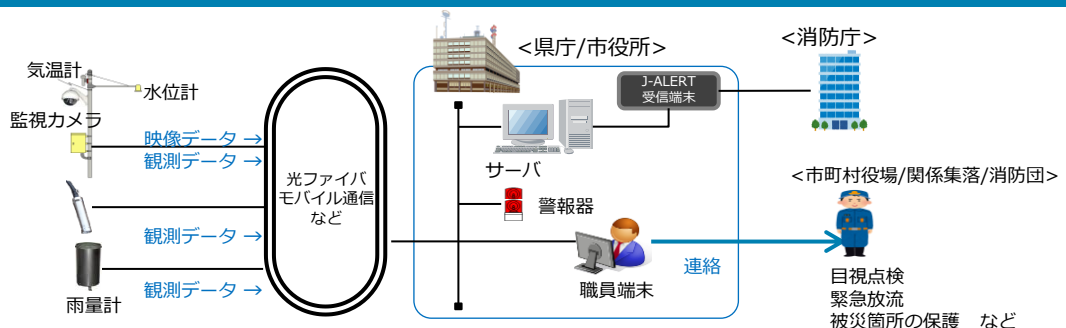 気温計
水位計
監視カメラ
映像データ →
観測データ →
観測データ →
観測データ →
雨量計
光ファイバ
モバイル通信
など
<県庁/市役所>
J-ALERT
受信端末
サーバ
警報器
職員端末
連絡
<消防庁>
<市町村役場/関係集落/消防団>
目視点検
緊急放流
被災箇所の保護 など